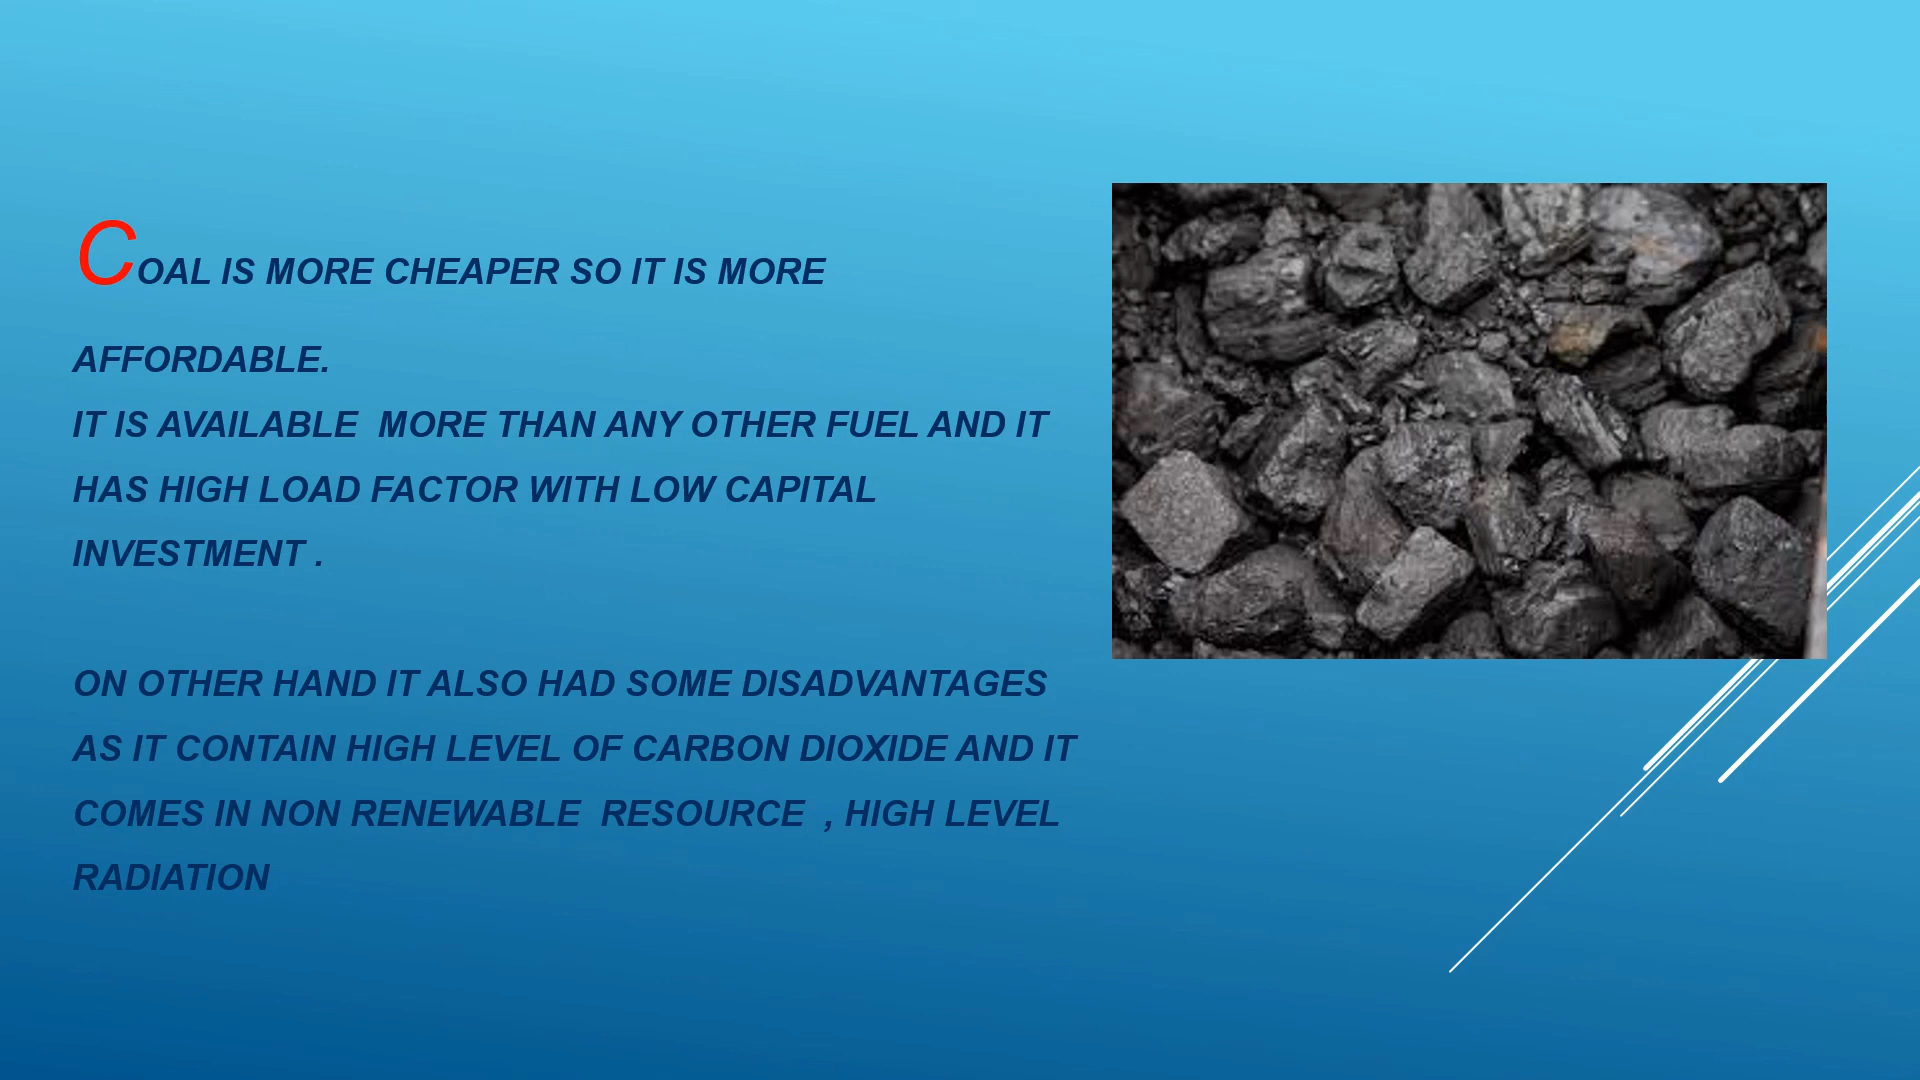 COAL IS MORE CHEAPER SO IT IS MORE
AFFORDABLE.
IT IS AVAILABLE  MORE THAN ANY OTHER FUEL AND IT
HAS HIGH LOAD FACTOR WITH LOW CAPITAL
INVESTMENT .
ON OTHER HAND IT ALSO HAD SOME DISADVANTAGES
AS IT CONTAIN HIGH LEVEL OF CARBON DIOXIDE AND IT
COMES IN NON RENEWABLE  RESOURCE  , HIGH LEVEL
RADIATION